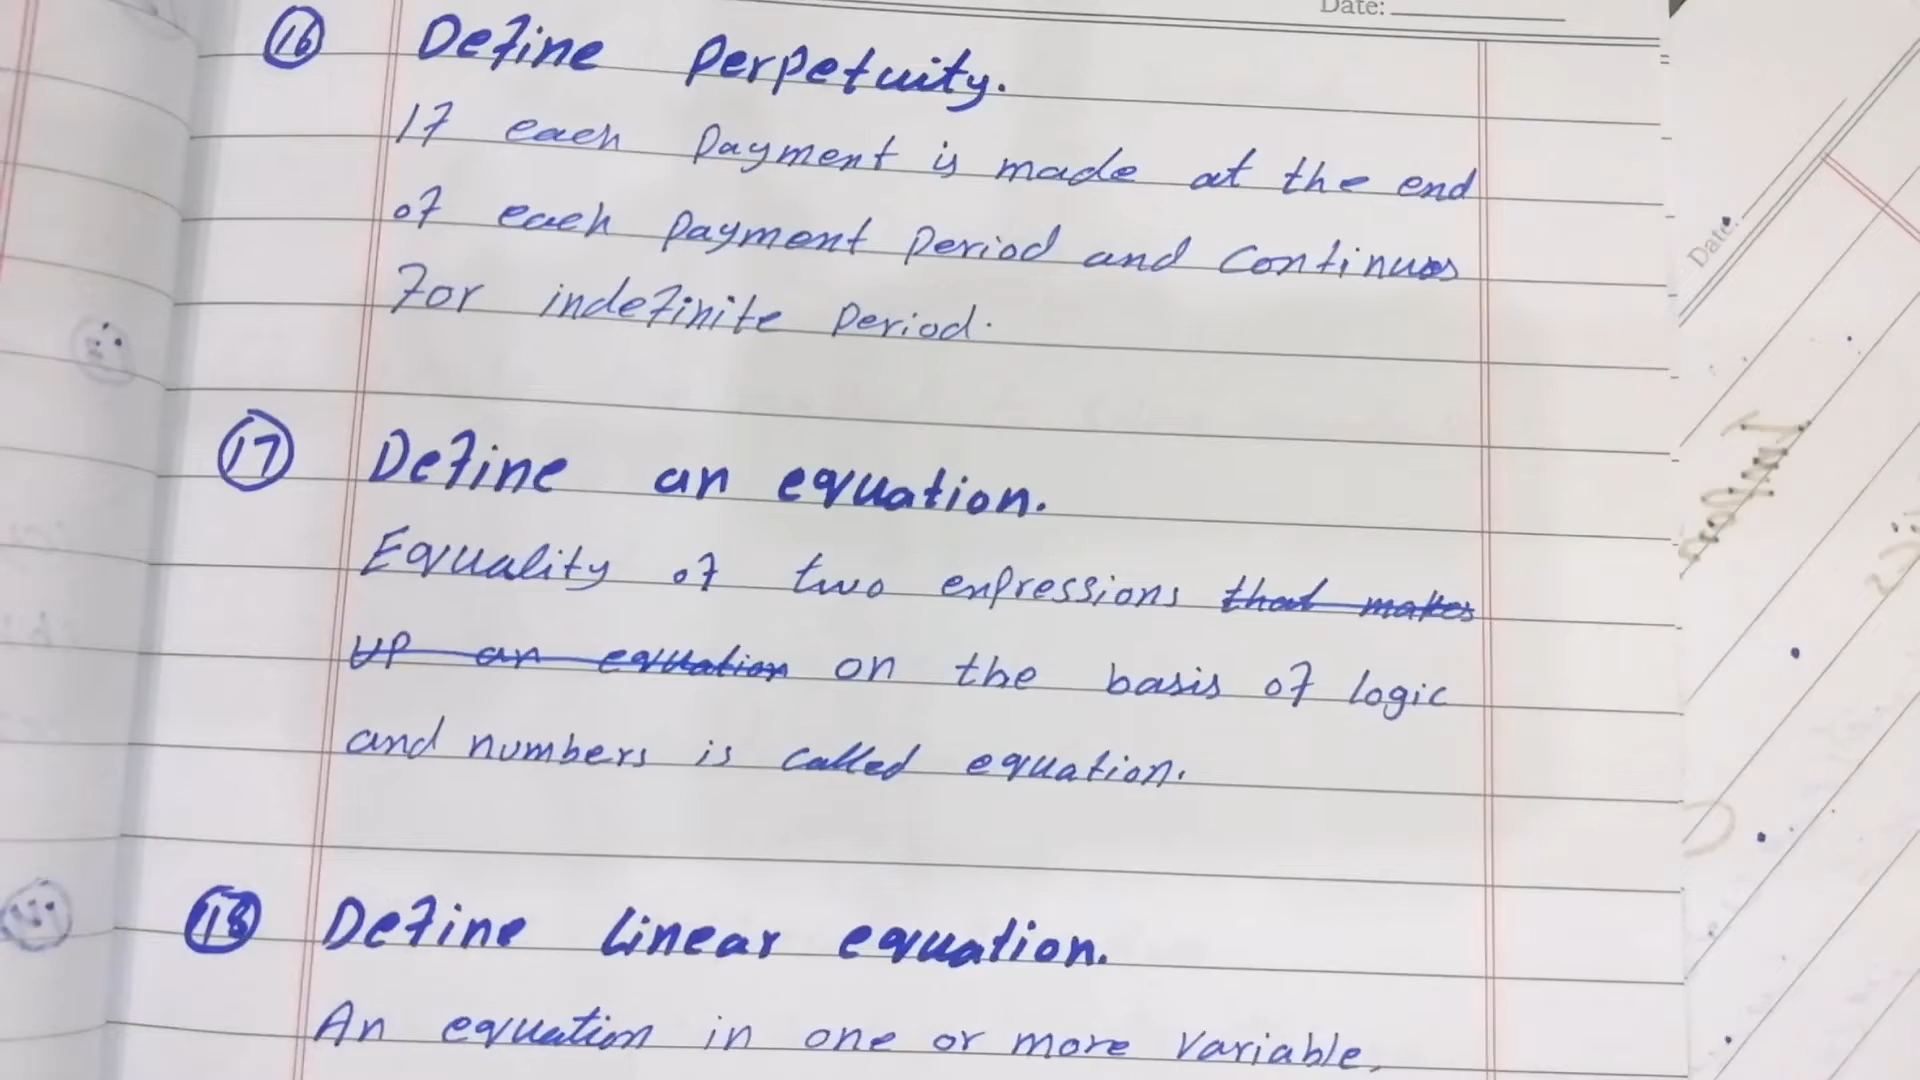 Date:
16 Define Perpetuity.
If each Payment is made at the end
of each Payment Period and Continues
For indefinite Period.
17 Define an equation.
Equality of two expressions that makes
up an equation on the basis of logic
and numbers is called equation.
18 Define Linear equation.
An equation in one or more variable,
Date: